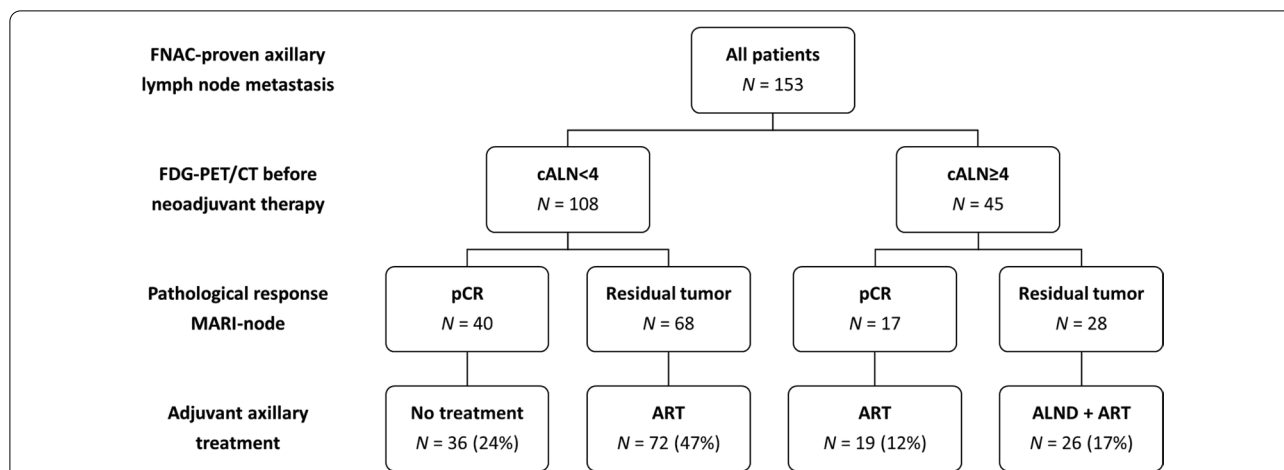 FNAC-proven axillary
lymph node metastasis
All patients
N = 153
FDG-PET/CT before
neoadjuvant therapy
cALN<4
N = 108
cALN≥4
N = 45
Pathological response
MARI-node
pCR
N = 40
Residual tumor
N = 68
pCR
N = 17
Residual tumor
N = 28
Adjuvant axillary
treatment
No treatment
N = 36 (24%)
ART
N = 72 (47%)
ART
N = 19 (12%)
ALND + ART
N = 26 (17%)